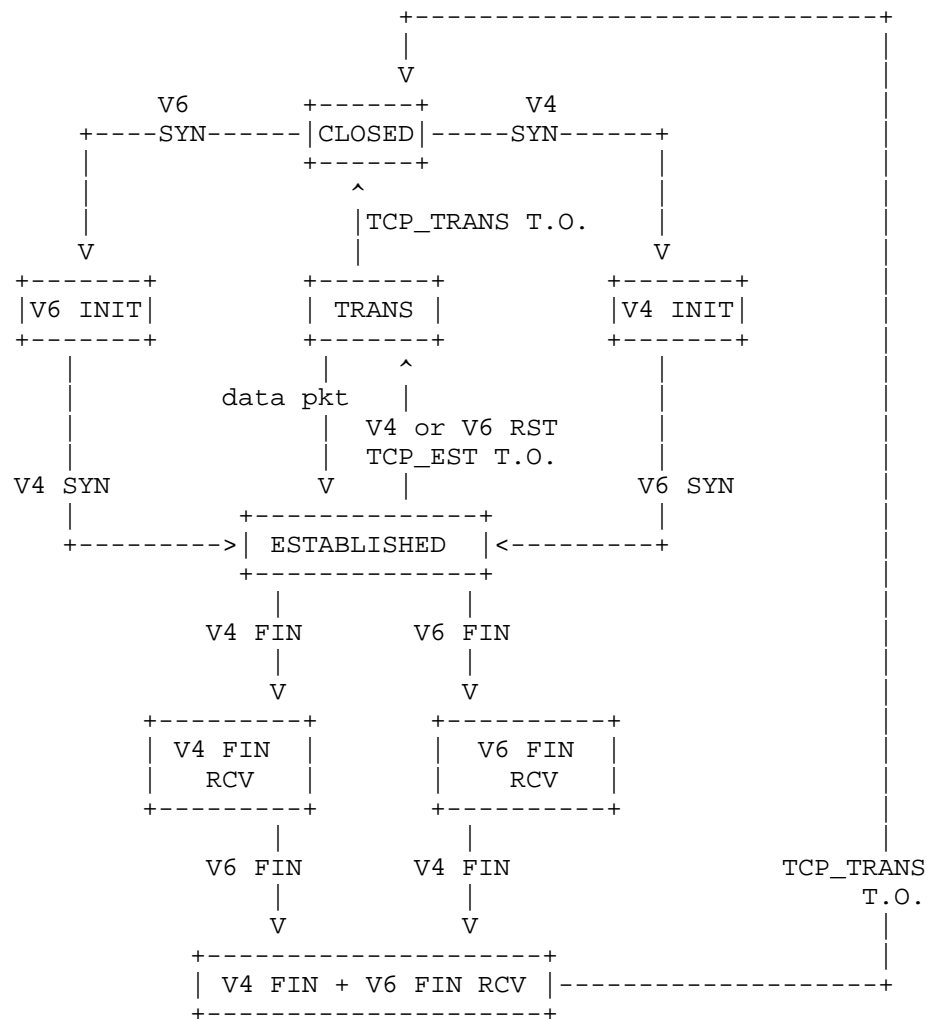 V6 V4
SYN CLOSED SYN
TCP_TRANS T.O.
V6 INIT TRANS V4 INIT
data pkt
V4 or V6 RST
TCP_EST T.O.
V4 SYN V6 SYN
ESTABLISHED
V4 FIN V6 FIN
V4 FIN V6 FIN
RCV RCV
V6 FIN V4 FIN TCP_TRANS
T.O.
V4 FIN + V6 FIN RCV